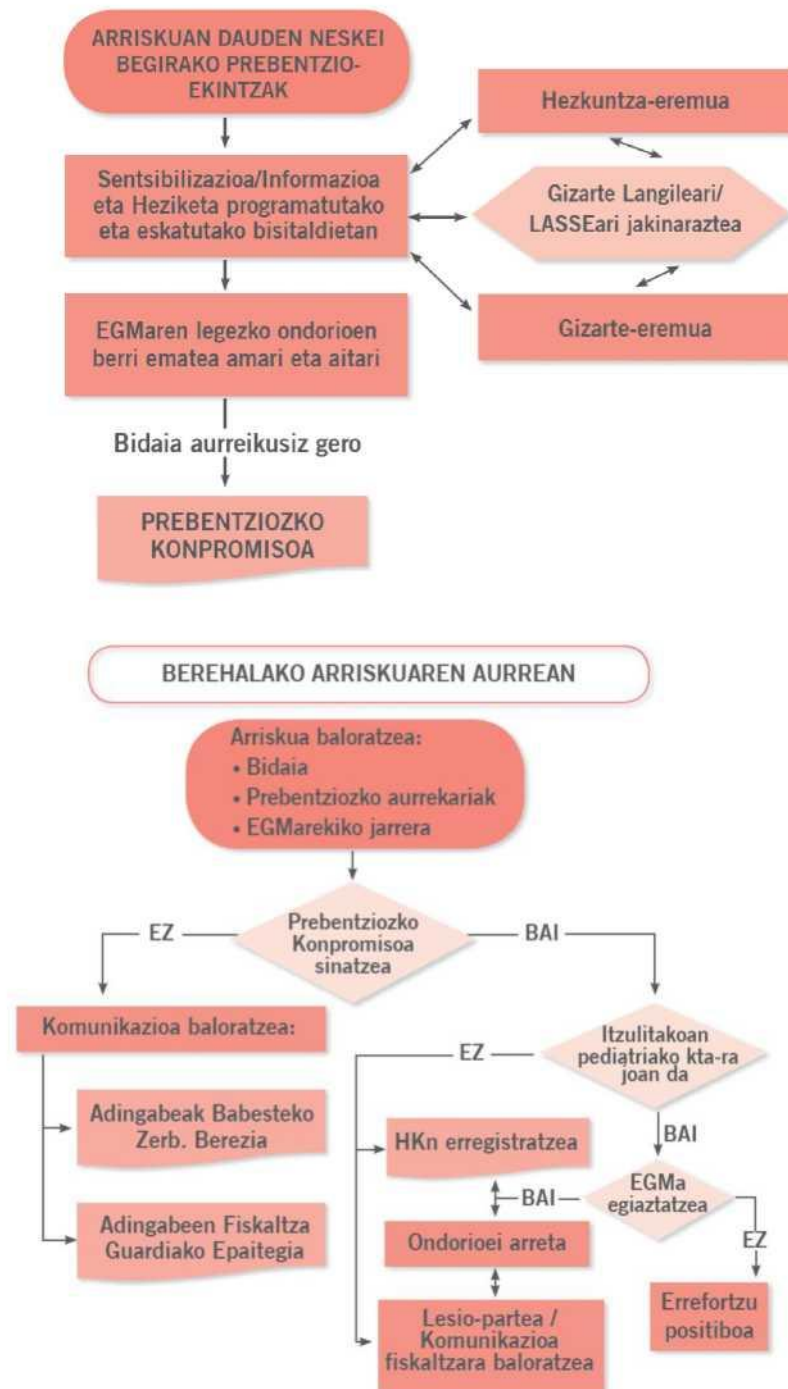 ARRISKUAN DAUDEN NESKEI
BEGIRAKO PREBENTZIO-
EKINTZAK
Hezkuntza-eremua
Sentsibilizazioa/Informazioa
eta Heziketa programatutako
eta eskatutako bisitaldietan
Gizarte Langileari/
LASSEari jakinaraztea
EGMaren legezko ondorioen
berri ematea amari eta aitari
Gizarte-eremua
Bidaia aurreikusiz gero
PREBENTZIOZKO
KONPROMISOA
BEREHALAKO ARRISKUAREN AURREAN
Arriskua baloratzea:
• Bidaia
• Prebentziozko aurrekariak
• EGMarekiko jarrera
EZ
Prebentziozko
Konpromisoa
sinatzea
BAI
Komunikazioa baloratzea:
EZ
Itzulitakoan
pediatriako kta-ra
joan da
Adingabeak Babesteko
Zerb. Berezia
HKn erregistratzea
BAI
EGMa
egiaztatzea
BAI
Adingabeen Fiskaltza
Guardiako Epaitegia
Ondorioei arreta
EZ
Lesio-partea /
Komunikazioa
fiskaltzara baloratzea
Errefortzu
positiboa